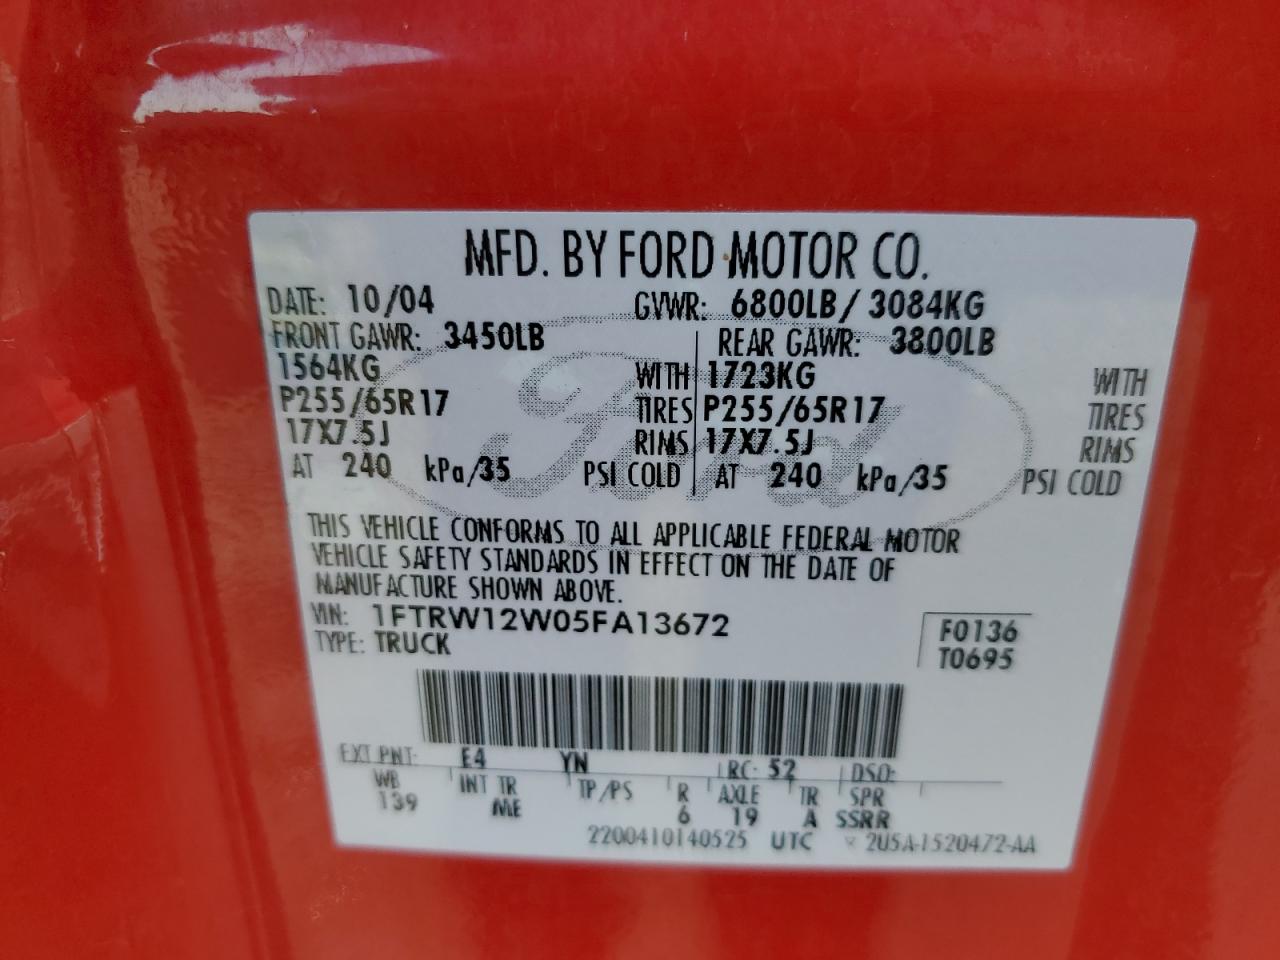 MFD. BY FORD MOTOR CO.
DATE: 10/04 GVWR: 6800LB/ 3084KG
FRONT GAWR: 3450LB REAR GAWR: 3800LB
1564KG WITH 1723KG WITH
P255/65R17 TIRES P255/65R17 TIRES
17X7.5J RIMS 17X7.5J RIMS
AT 240 kPa/35 PSI COLD AT 240 kPa/35 PSI COLD
Ford
THIS VEHICLE CONFORMS TO ALL APPLICABLE FEDERAL MOTOR
VEHICLE SAFETY STANDARDS IN EFFECT ON THE DATE OF
MANUFACTURE SHOWN ABOVE.
VIN: 1FTRW12W05FA13672 F0136
TYPE: TRUCK T0695
EXT PNT: E4 YN RC: 52 DSO:
WB INT TR TP/PS R AXLE TR SPR
139 ME 6 19 A SSRR
2200410140525 UTC 2U5A-1520472-AA